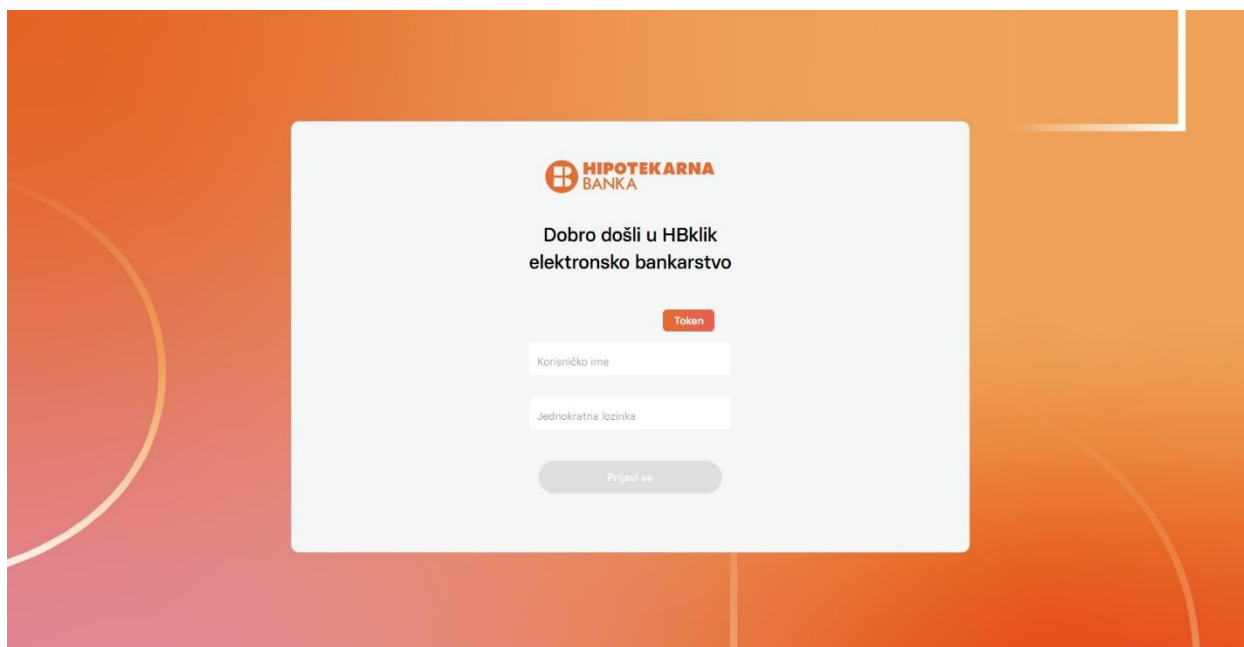 HIPOTEKARNA
BANKA
Dobro došli u HBklik
elektronsko bankarstvo
Token
Korisničko ime
Jednokratna lozinka
Prijavi se